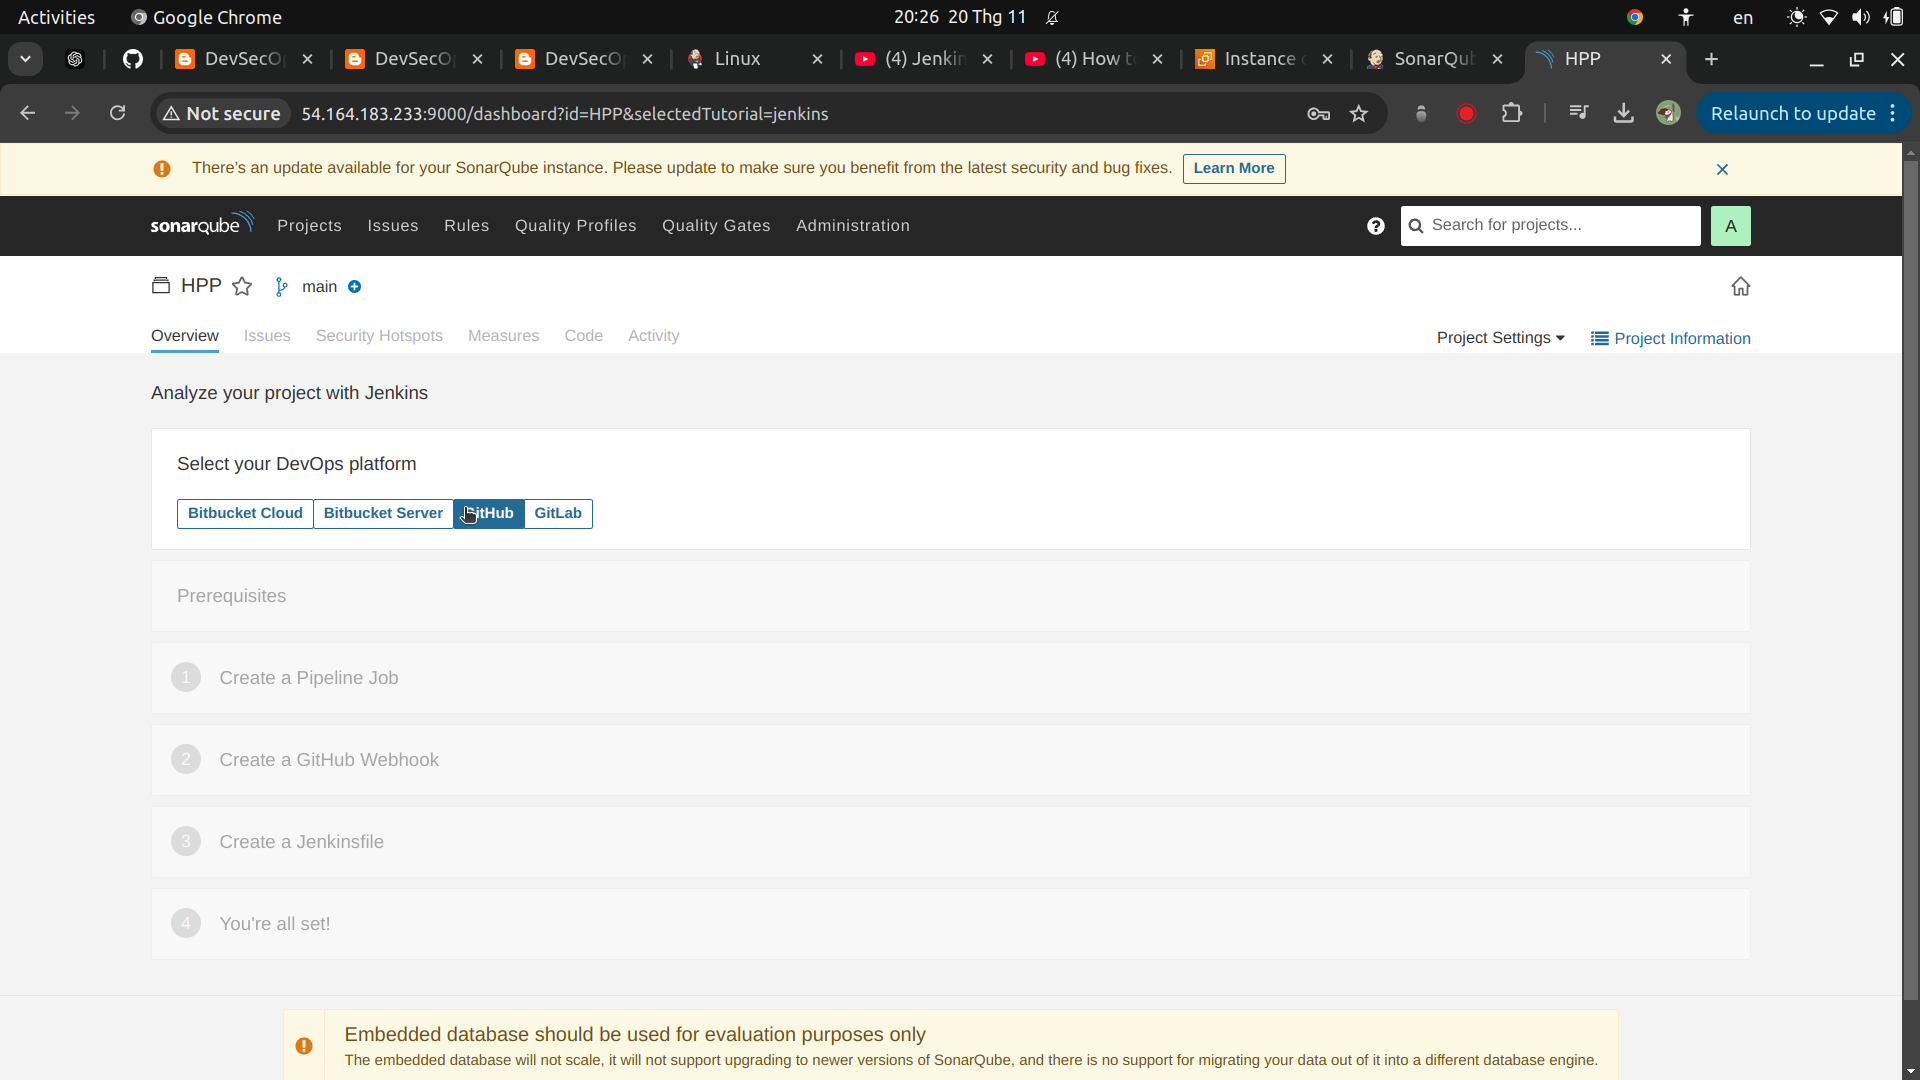 Activities Google Chrome 20:26 20 Thg 11 en
DevSecO DevSecO DevSecO Linux (4) Jenkin (4) How t Instance SonarQub HPP
Not secure 54.164.183.233:9000/dashboard?id=HPP&selectedTutorial=jenkins Relaunch to update
There's an update available for your SonarQube instance. Please update to make sure you benefit from the latest security and bug fixes. Learn More
sonarqube Projects Issues Rules Quality Profiles Quality Gates Administration Search for projects... A
HPP main
Overview Issues Security Hotspots Measures Code Activity Project Settings Project Information
Analyze your project with Jenkins
Select your DevOps platform
Bitbucket Cloud Bitbucket Server GitHub GitLab
Prerequisites
1 Create a Pipeline Job
2 Create a GitHub Webhook
3 Create a Jenkinsfile
4 You're all set!
Embedded database should be used for evaluation purposes only
The embedded database will not scale, it will not support upgrading to newer versions of SonarQube, and there is no support for migrating your data out of it into a different database engine.